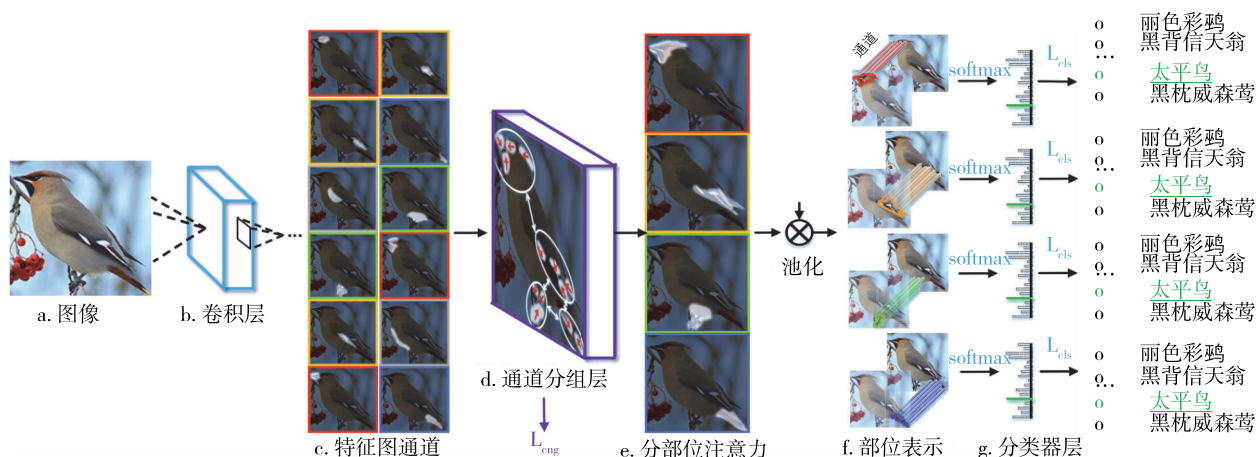 a. 图像
b. 卷积层
...
c. 特征图通道
d. 通道分组层
L_cng
e. 分部位注意力
池化
通道
f. 部位表示
softmax
L_cls
o 丽色彩鹀
o 黑背信天翁
...
o 太平鸟
o 黑枕威森莺
softmax
L_cls
o 丽色彩鹀
o 黑背信天翁
...
o 太平鸟
o 黑枕威森莺
softmax
L_cls
o 丽色彩鹀
o 黑背信天翁
...
o 太平鸟
o 黑枕威森莺
softmax
L_cls
o 丽色彩鹀
o 黑背信天翁
...
o 太平鸟
o 黑枕威森莺
g. 分类器层